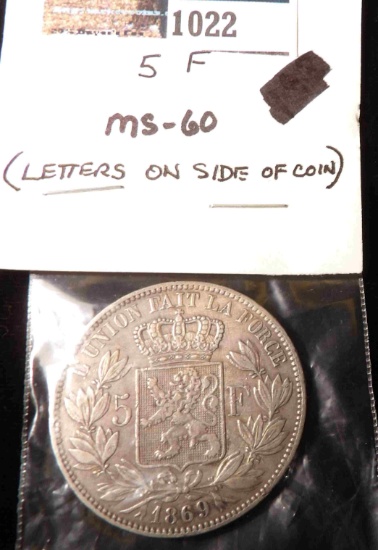 1022
5 F
MS-60
(LETTERS ON SIDE OF COIN)
L'UNION FAIT LA FORCE
5 F
1869